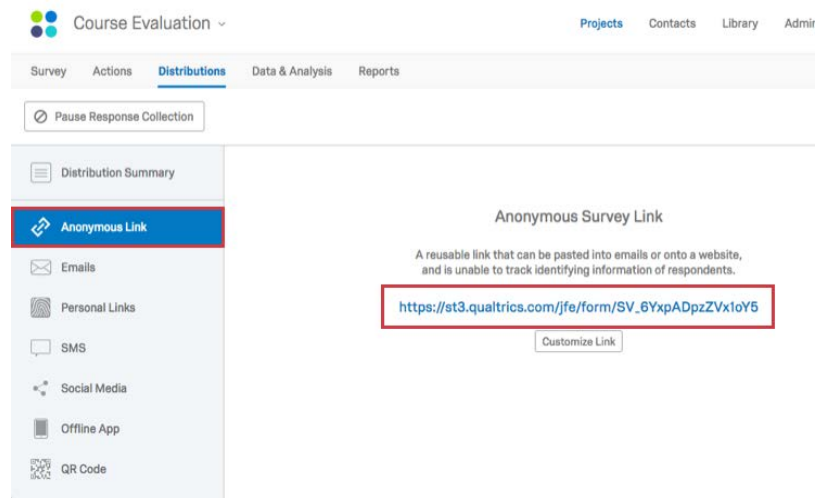 Course Evaluation
Projects Contacts Library
Survey Actions Distributions Data & Analysis Reports
Pause Response Collection
Distribution Summary
Anonymous Link
Emails
Personal Links
SMS
Social Media
Offline App
QR Code
Anonymous Survey Link
A reusable link that can be pasted into emails or onto a website,
and is unable to track identifying information of respondents.
https://st3.qualtrics.com/jfe/form/SV_6YxpADpzZVx1oY5
Customize Link